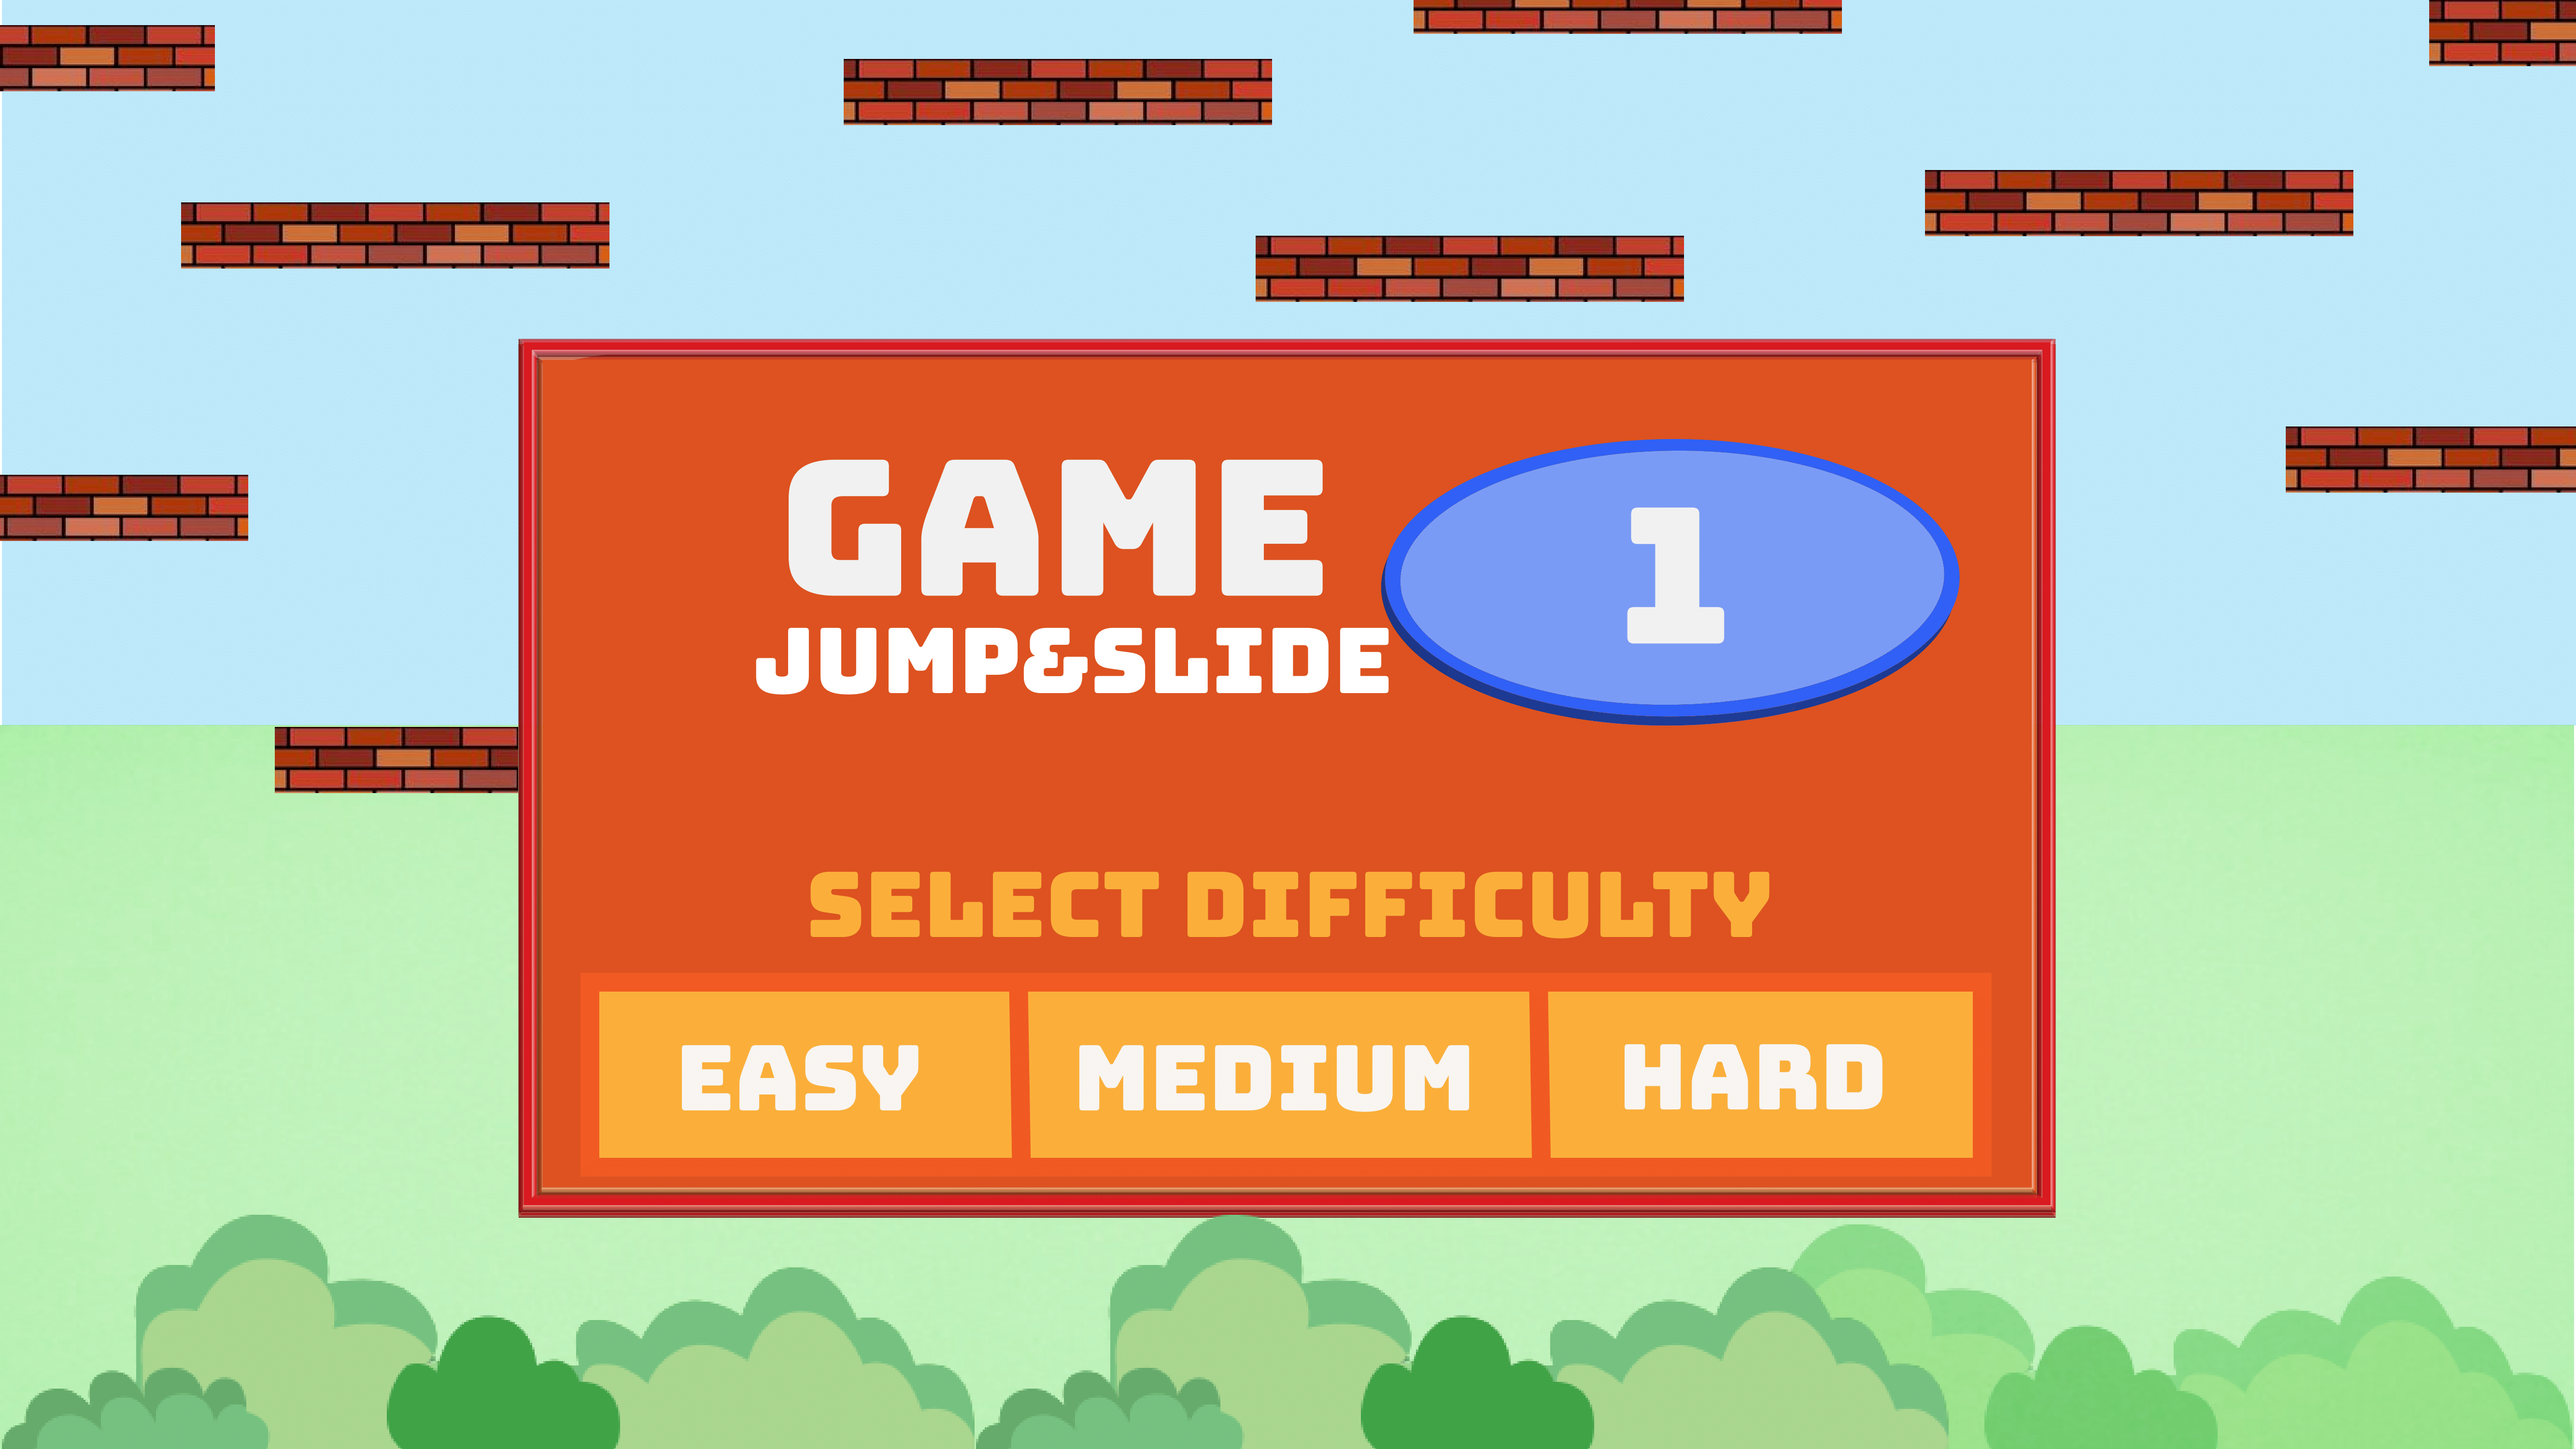 GAME
1
JUMP&SLIDE
SELECT DIFFICULTY
EASY
MEDIUM
HARD